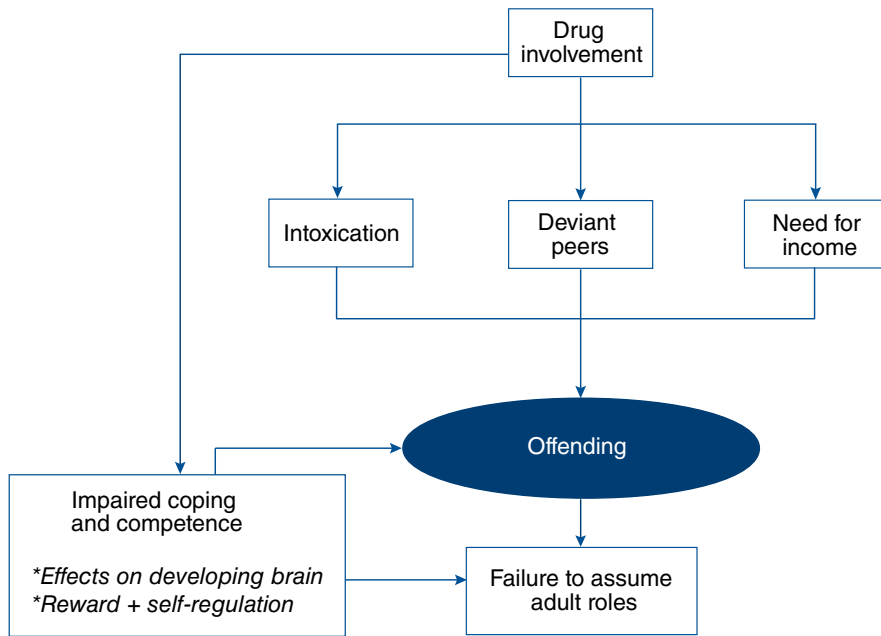 Drug
involvement
Intoxication
Deviant
peers
Need for
income
Offending
Impaired coping
and competence
*Effects on developing brain
*Reward + self-regulation
Failure to assume
adult roles